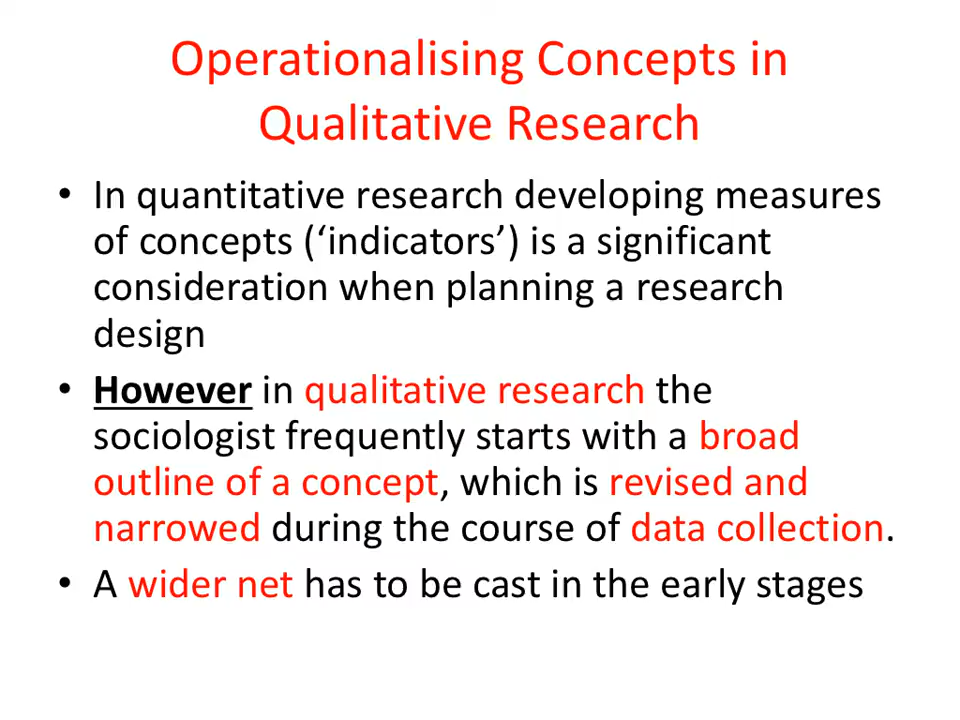 Operationalising Concepts in
Qualitative Research
• In quantitative research developing measures
of concepts (‘indicators’) is a significant
consideration when planning a research
design
• However in qualitative research the
sociologist frequently starts with a broad
outline of a concept, which is revised and
narrowed during the course of data collection.
• A wider net has to be cast in the early stages